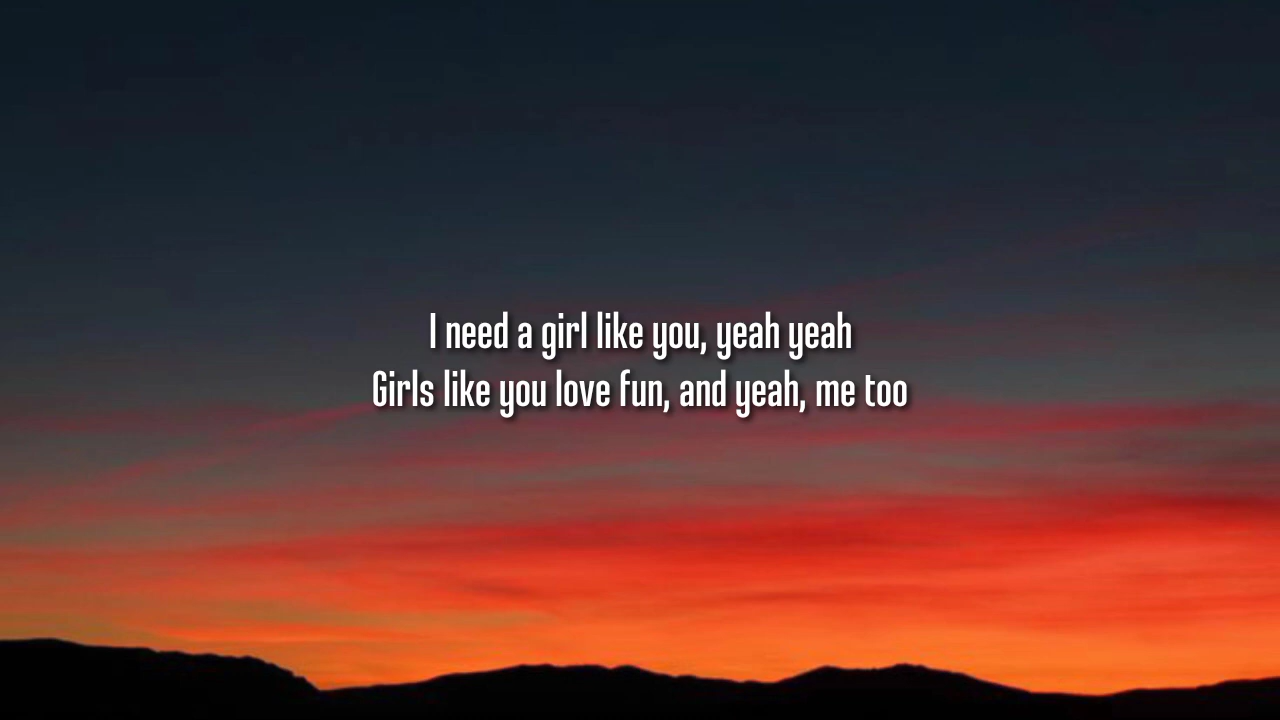 I need a girl like you, yeah yeah
Girls like you love fun, and yeah, me too